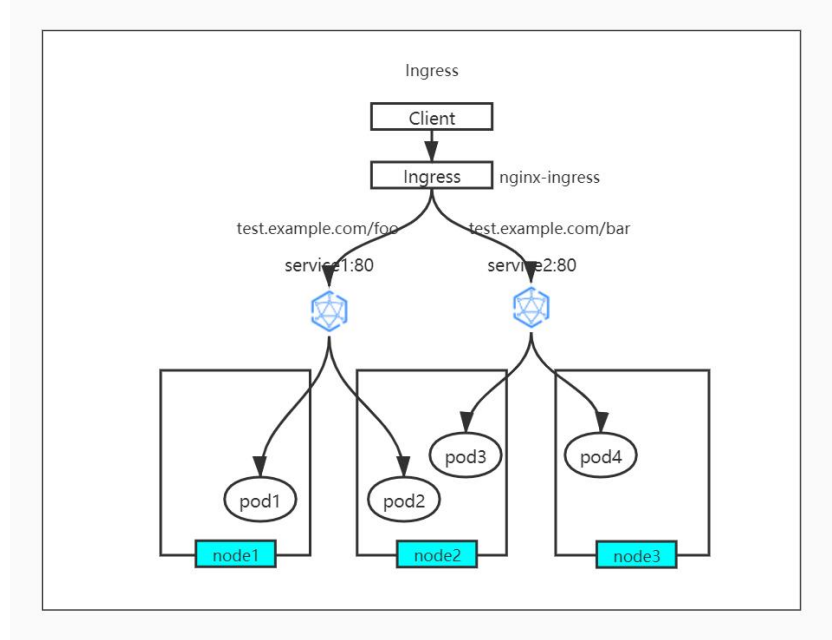 Ingress
Client
Ingress
nginx-ingress
test.example.com/foo
test.example.com/bar
service1:80
service2:80
pod3
pod4
pod1
pod2
node1
node2
node3